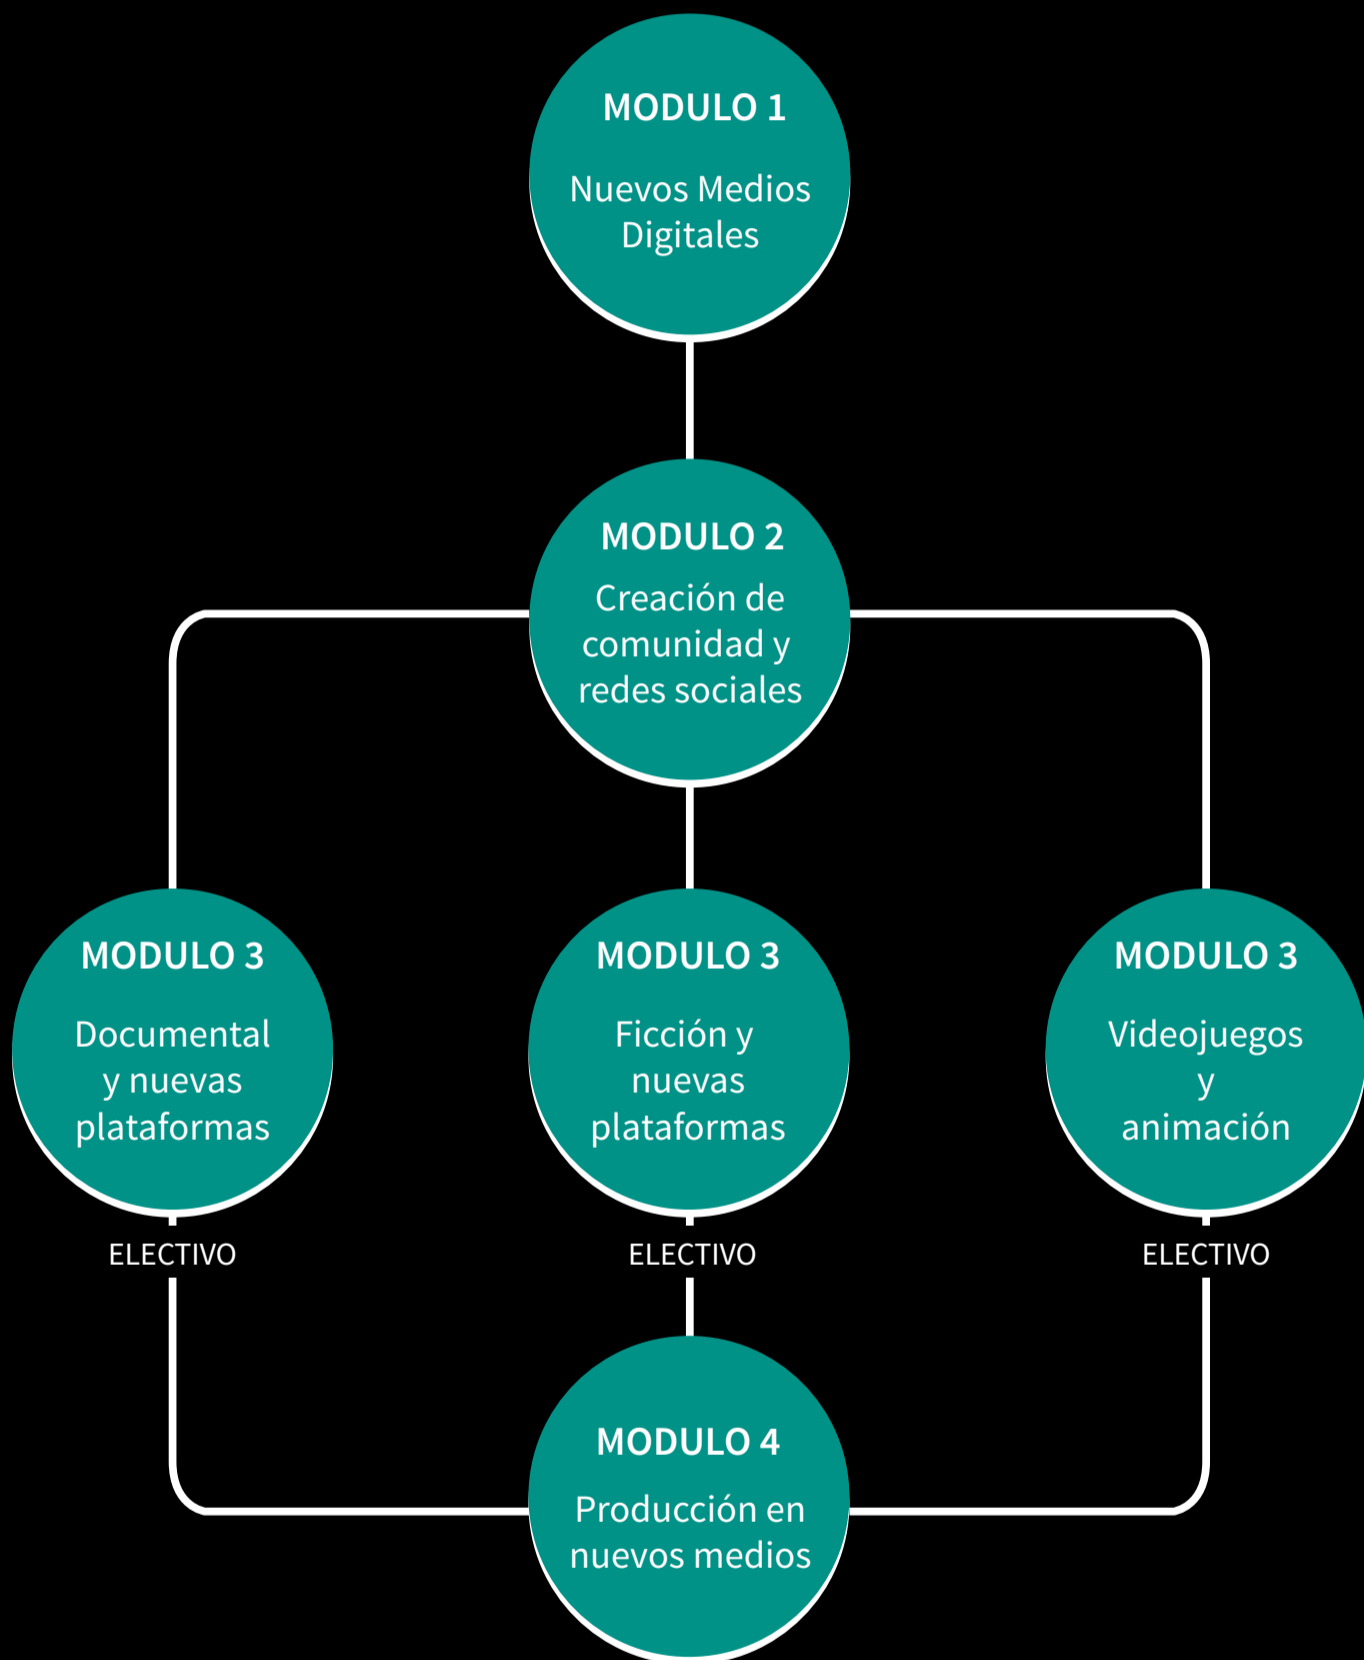 MODULO 1
Nuevos Medios
Digitales
MODULO 2
Creación de
comunidad y
redes sociales
MODULO 3
Documental
y nuevas
plataformas
ELECTIVO
MODULO 3
Ficción y
nuevas
plataformas
ELECTIVO
MODULO 3
Videojuegos
y
animación
ELECTIVO
MODULO 4
Producción en
nuevos medios